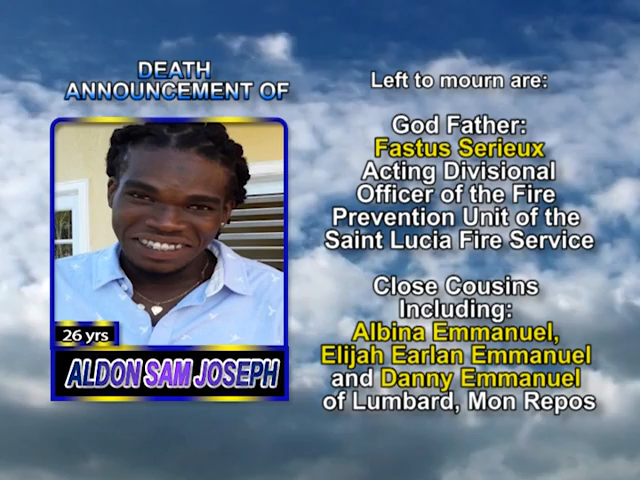 DEATH
ANNOUNCEMENT OF
26 yrs
ALDON SAM JOSEPH
Left to mourn are:
God Father:
Fastus Serieux
Acting Divisional
Officer of the Fire
Prevention Unit of the
Saint Lucia Fire Service
Close Cousins
Including:
Albina Emmanuel,
Elijah Earlan Emmanuel
and Danny Emmanuel
of Lumbard, Mon Repos